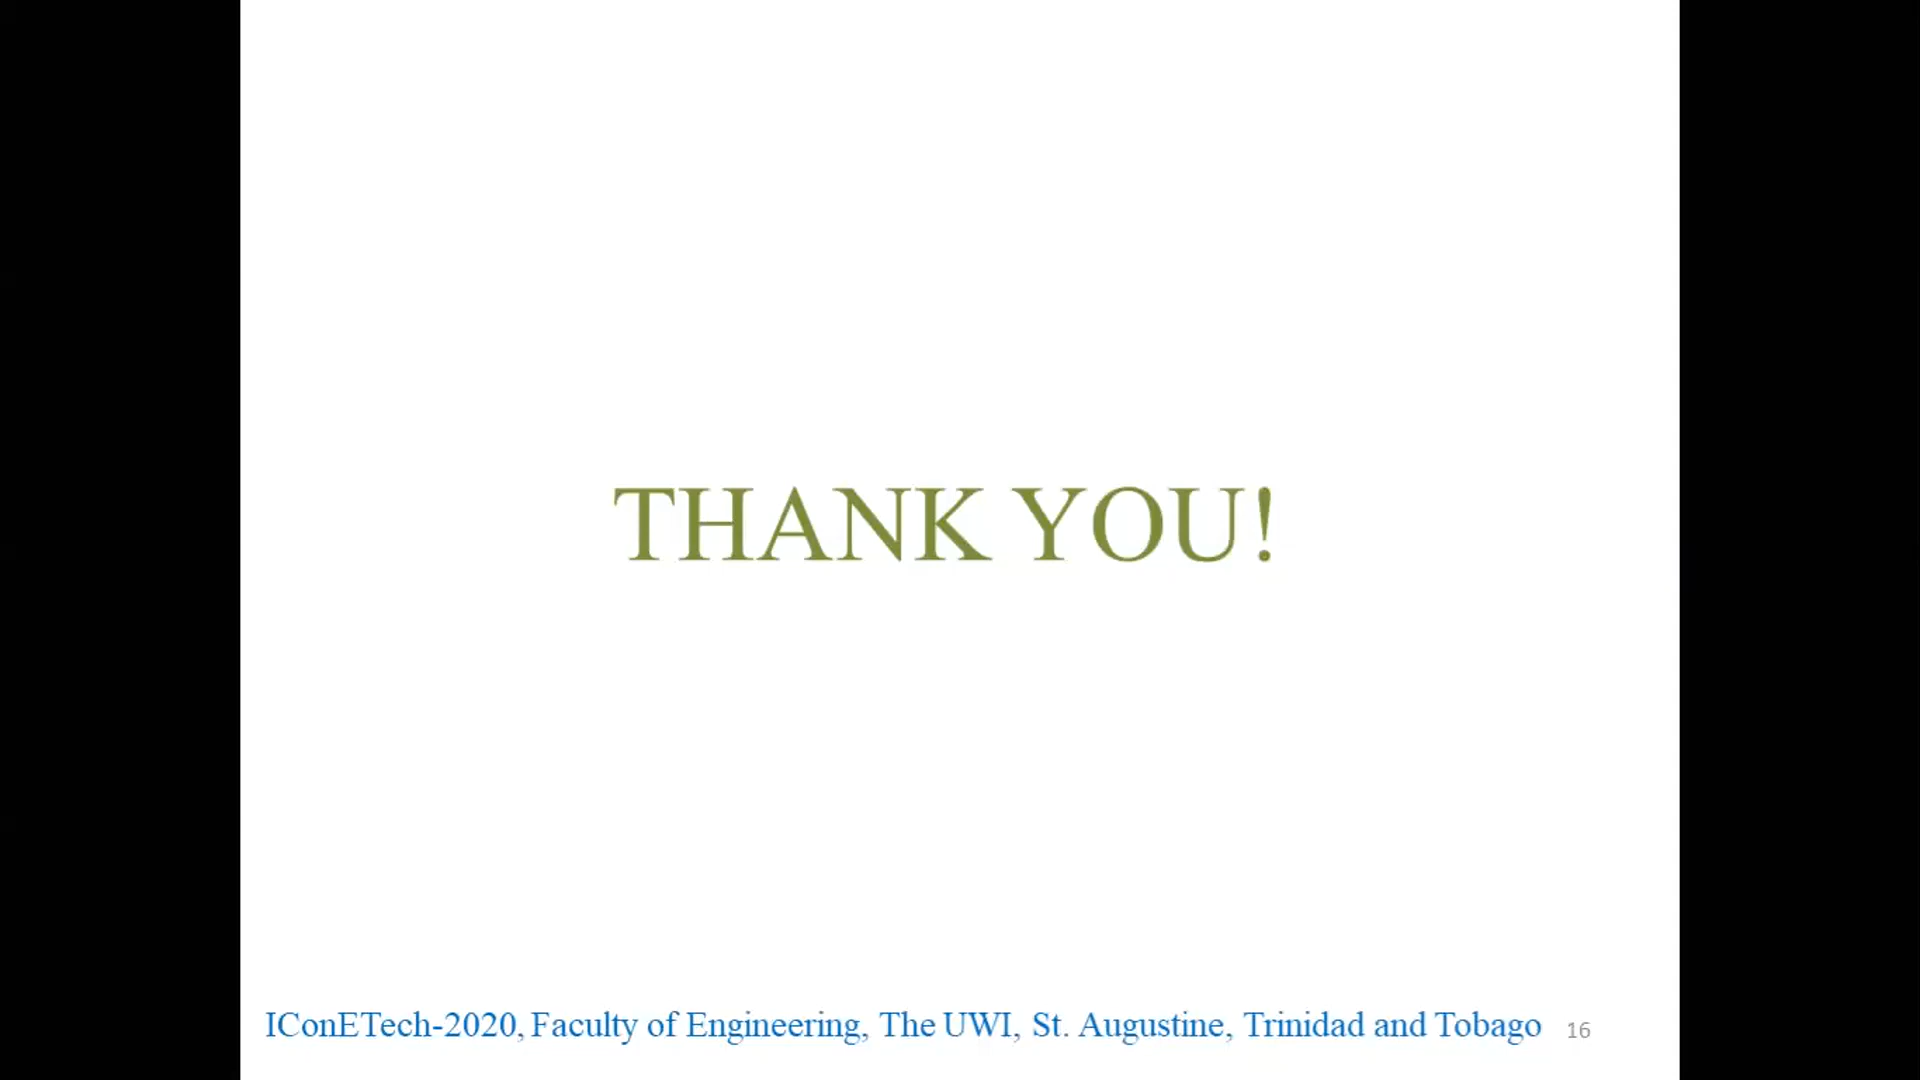 THANK YOU!
IConETech-2020, Faculty of Engineering, The UWI, St. Augustine, Trinidad and Tobago 16